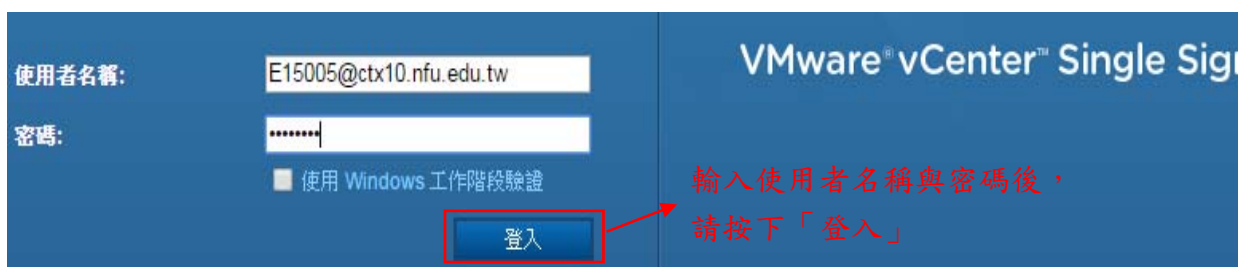 使用者名稱:
E15005@ctx10.nfu.edu.tw
VMware® vCenter™ Single Sig
密碼:
••••••••
使用 Windows 工作階段驗證
登入
輸入使用者名稱與密碼後，
請按下「登入」